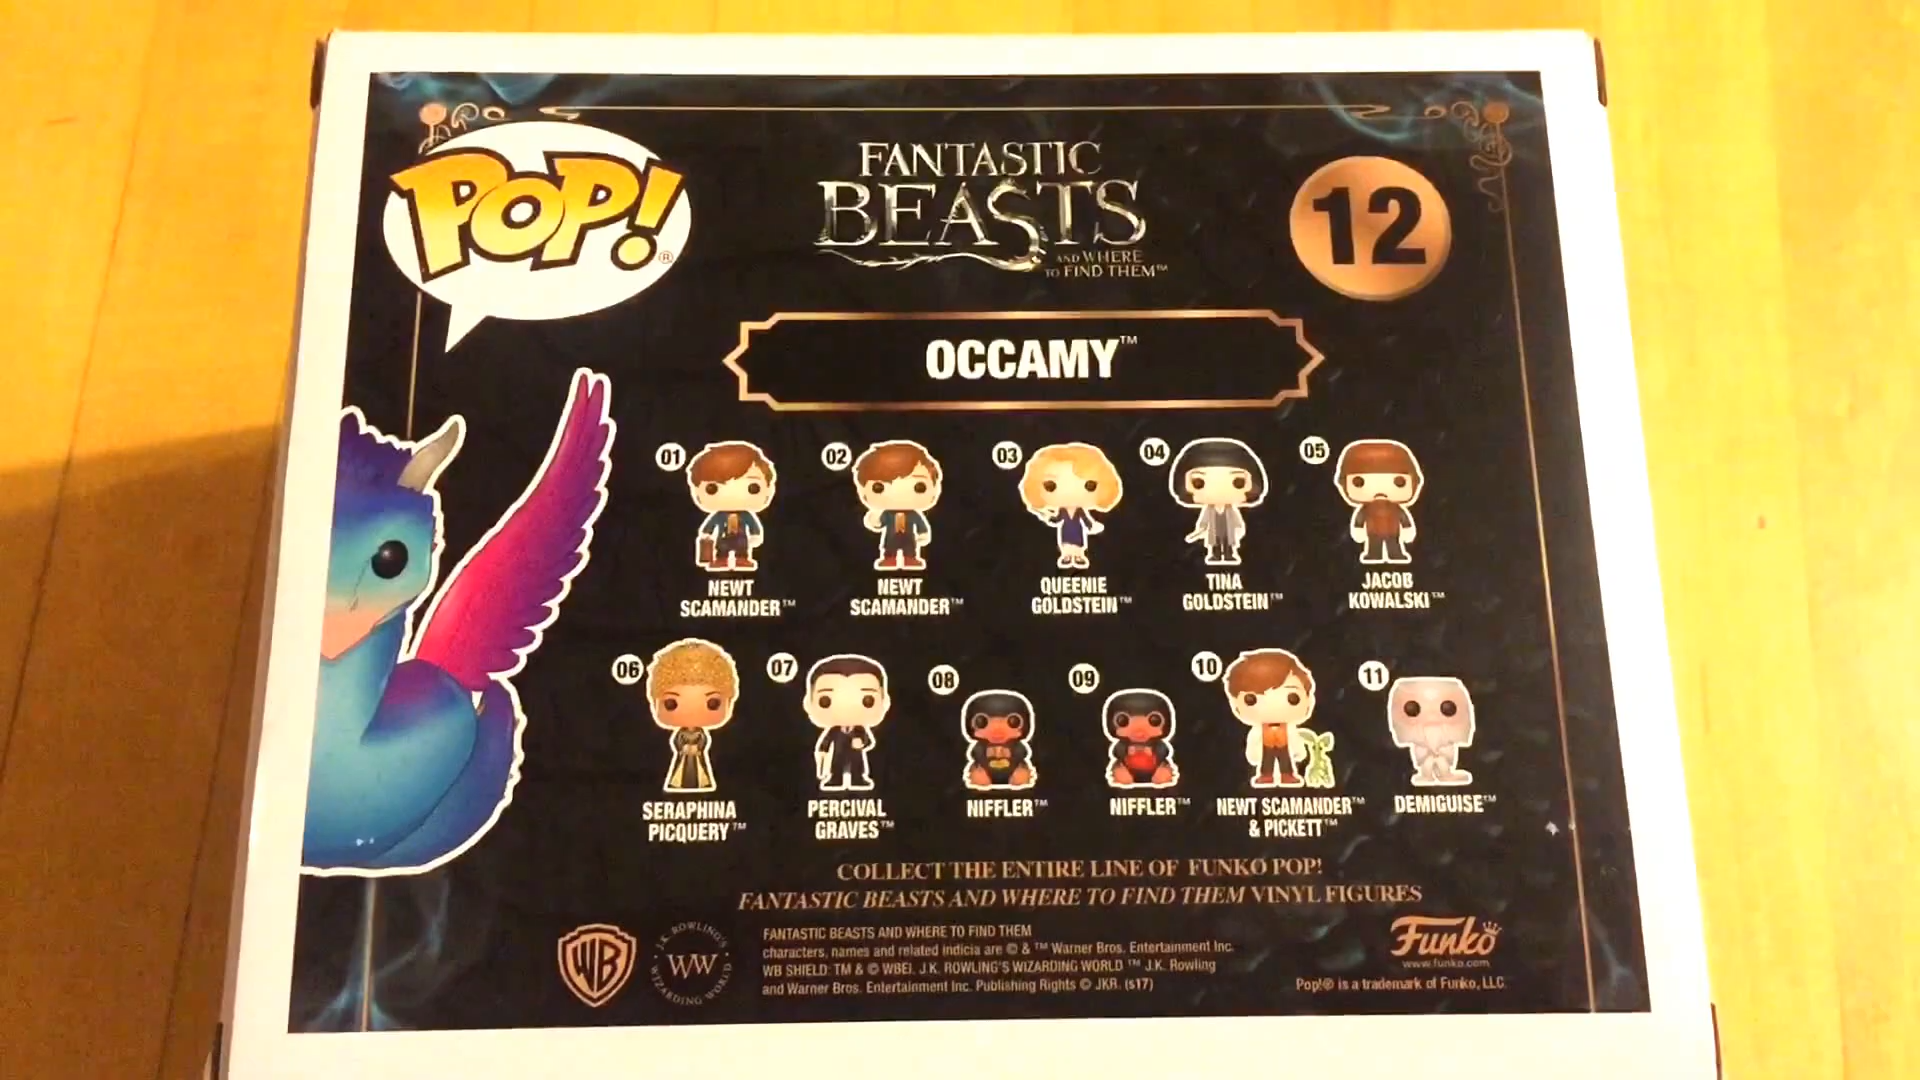 POP!®
FANTASTIC
BEASTS
AND WHERE
TO FIND THEM™
12
OCCAMY™
01
02
03
04
05
NEWT
SCAMANDER™
NEWT
SCAMANDER™
QUEENIE
GOLDSTEIN™
TINA
GOLDSTEIN™
JACOB
KOWALSKI™
06
07
08
09
10
11
SERAPHINA
PICQUERY™
PERCIVAL
GRAVES™
NIFFLER™
NIFFLER™
NEWT SCAMANDER™
& PICKETT™
DEMIGUISE™
COLLECT THE ENTIRE LINE OF FUNKO POP!
FANTASTIC BEASTS AND WHERE TO FIND THEM VINYL FIGURES
WB
J.K. ROWLING'S
WW
WIZARDING WORLD
FANTASTIC BEASTS AND WHERE TO FIND THEM
characters, names and related indicia are © & ™ Warner Bros. Entertainment Inc.
WB SHIELD: TM & © WBEI. J.K. ROWLING'S WIZARDING WORLD ™ J.K. Rowling
and Warner Bros. Entertainment Inc. Publishing Rights © JKR. (s17)
Funko
www.funko.com
Pop!® is a trademark of Funko, LLC